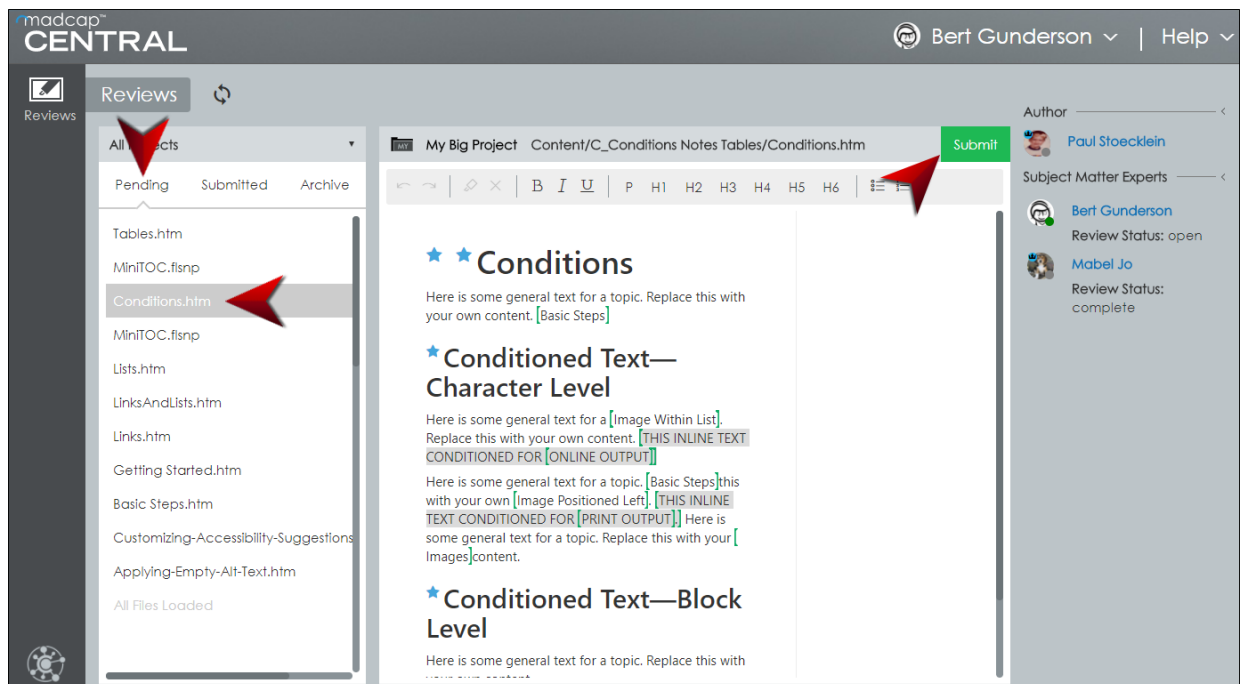 madcap™
CENTRAL
Bert Gunderson | Help
Reviews
Reviews
All
cts
Pending Submitted Archive
Tables.htm
MiniTOC.flsnp
Conditions.htm
MiniTOC.flsnp
Lists.htm
LinksAndLists.htm
Links.htm
Getting Started.htm
Basic Steps.htm
Customizing-Accessibility-Suggestions
Applying-Empty-Alt-Text.htm
All Files Loaded
MY My Big Project Content/C_Conditions Notes Tables/Conditions.htm Submit
B I U P H1 H2 H3 H4 H5 H6
Conditions
Here is some general text for a topic. Replace this with
your own content. [Basic Steps]
Conditioned Text—
Character Level
Here is some general text for a [Image Within List].
Replace this with your own content. [THIS INLINE TEXT
CONDITIONED FOR [ONLINE OUTPUT]]
Here is some general text for a topic. [Basic Steps]this
with your own [Image Positioned Left]. [THIS INLINE
TEXT CONDITIONED FOR [PRINT OUTPUT].] Here is
some general text for a topic. Replace this with your [
Images]content.
Conditioned Text—Block
Level
Here is some general text for a topic. Replace this with
Author
Paul Stoecklein
Subject Matter Experts
Bert Gunderson
Review Status: open
Mabel Jo
Review Status:
complete